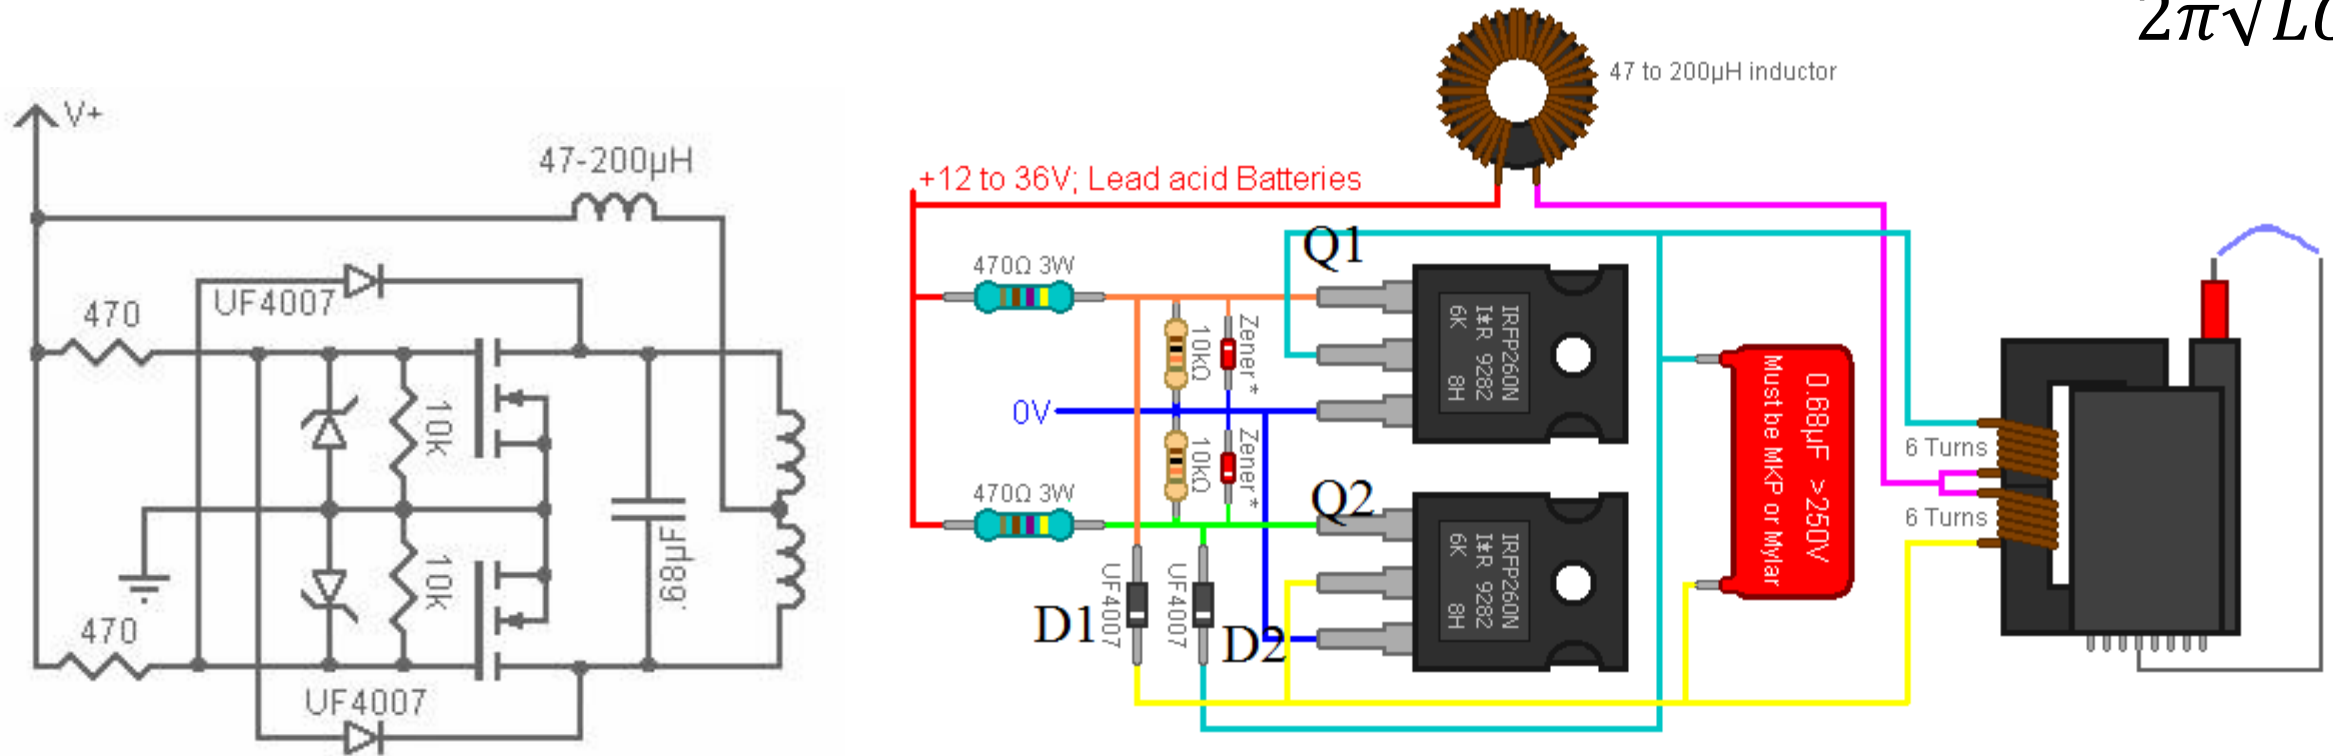 2π√LC
V+
47-200µH
UF4007
470
10k
10k
.68µF
470
UF4007
47 to 200µH inductor
+12 to 36V; Lead acid Batteries
Q1
470Ω 3W
10kΩ
Zener *
IRFP260N
I*R 9282
6K 8H
0V
10kΩ
Zener *
470Ω 3W
Q2
IRFP260N
I*R 9282
6K 8H
UF4007
UF4007
D1
D2
0.68µF >250V
Must be MKP or Mylar
6 Turns
6 Turns